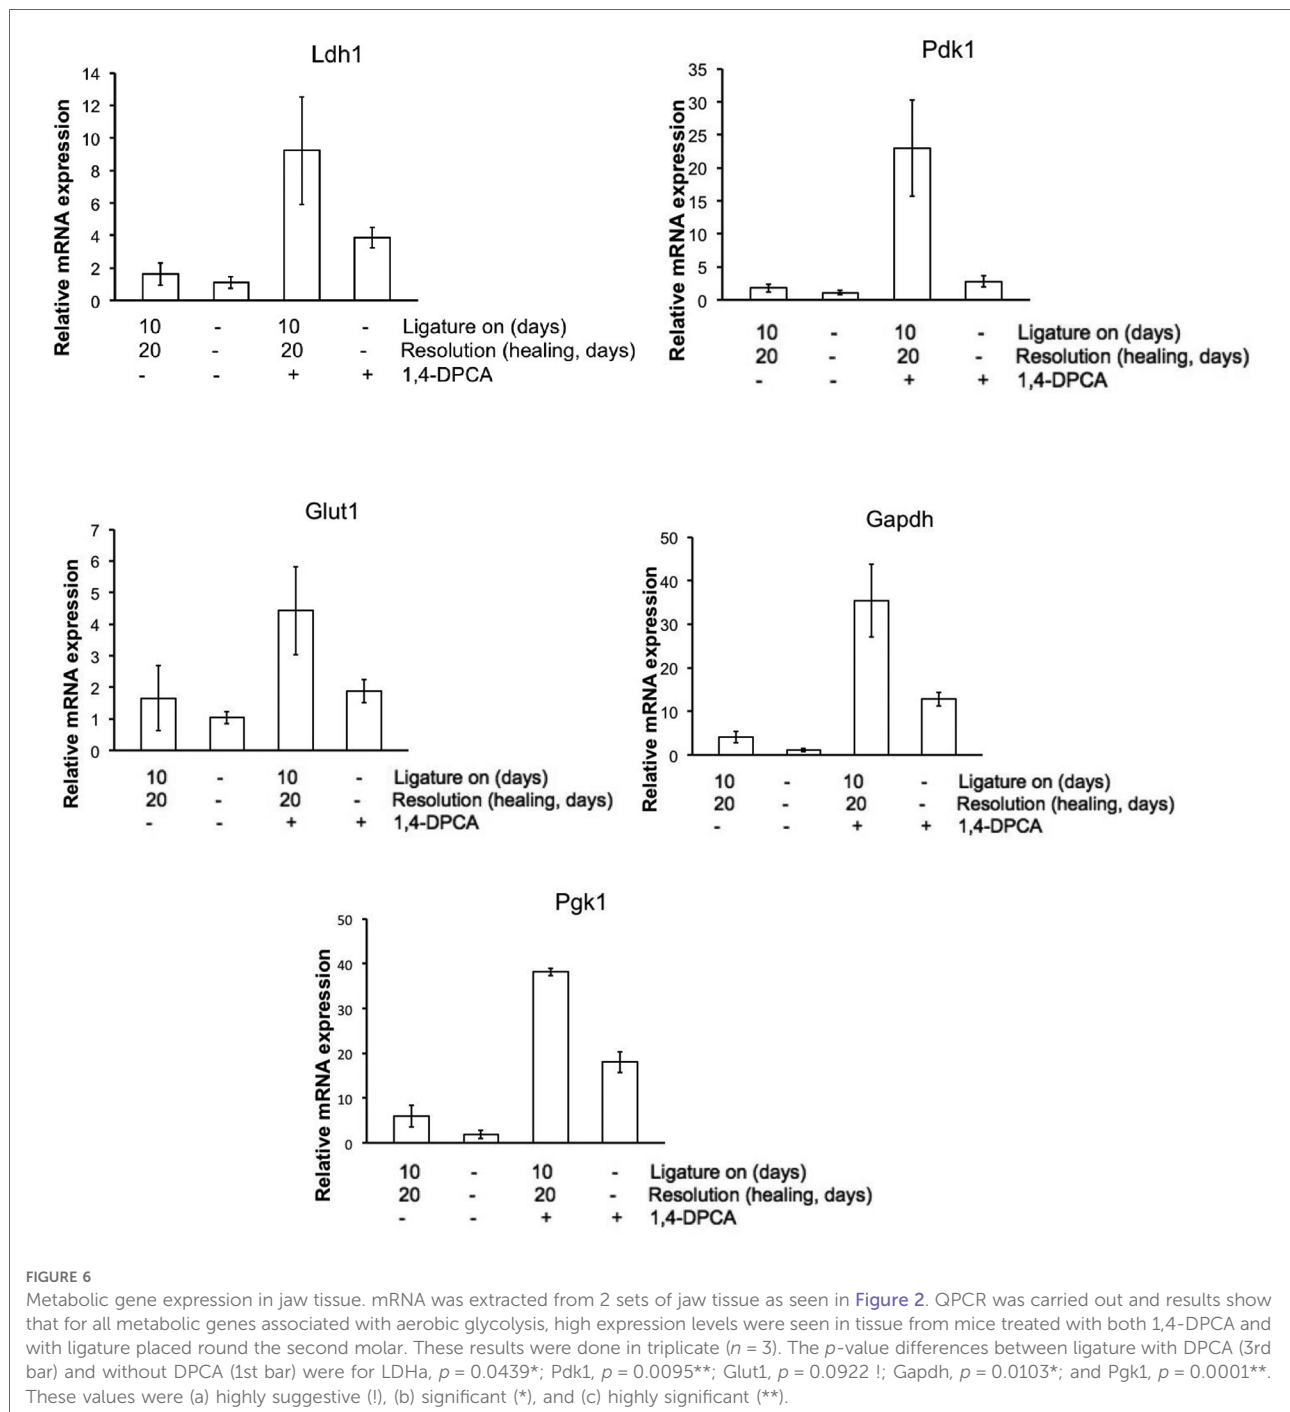 Ldh1
Relative mRNA expression
14
12
10
8
6
4
2
0
10 - 10 - Ligature on (days)
20 - 20 - Resolution (healing, days)
- - + + 1,4-DPCA
Pdk1
Relative mRNA expression
35
30
25
20
15
10
5
0
10 - 10 - Ligature on (days)
20 - 20 - Resolution (healing, days)
- - + + 1,4-DPCA
Glut1
Relative mRNA expression
7
6
5
4
3
2
1
0
10 - 10 - Ligature on (days)
20 - 20 - Resolution (healing, days)
- - + + 1,4-DPCA
Gapdh
Relative mRNA expression
50
40
30
20
10
0
10 - 10 - Ligature on (days)
20 - 20 - Resolution (healing, days)
- - + + 1,4-DPCA
Pgk1
Relative mRNA expression
50
40
30
20
10
0
10 - 10 - Ligature on (days)
20 - 20 - Resolution (healing, days)
- - + + 1,4-DPCA
FIGURE 6
Metabolic gene expression in jaw tissue. mRNA was extracted from 2 sets of jaw tissue as seen in Figure 2. QPCR was carried out and results show
that for all metabolic genes associated with aerobic glycolysis, high expression levels were seen in tissue from mice treated with both 1,4-DPCA and
with ligature placed round the second molar. These results were done in triplicate (n = 3). The p-value differences between ligature with DPCA (3rd
bar) and without DPCA (1st bar) were for LDHa, p = 0.0439*; Pdk1, p = 0.0095**; Glut1, p = 0.0922 !; Gapdh, p = 0.0103*; and Pgk1, p = 0.0001**.
These values were (a) highly suggestive (!), (b) significant (*), and (c) highly significant (**).